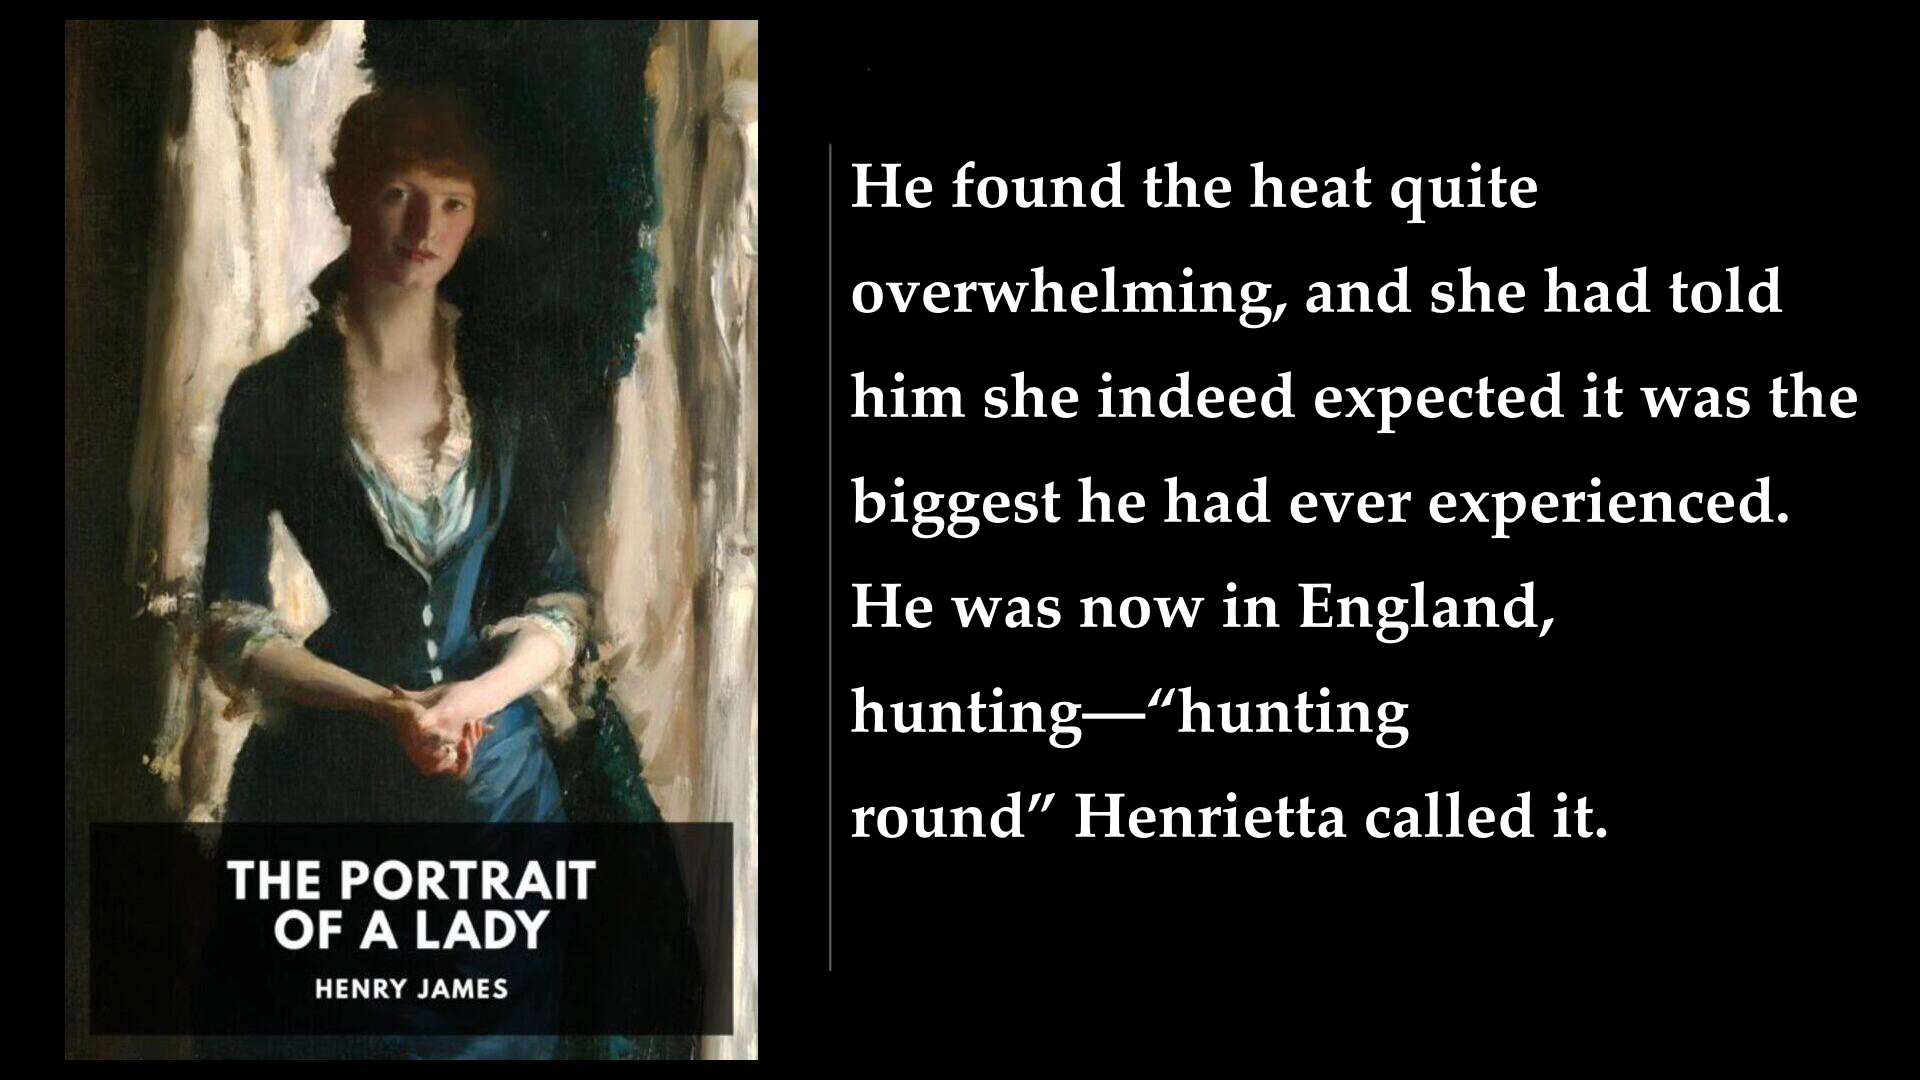 THE PORTRAIT
OF A LADY
HENRY JAMES
He found the heat quite
overwhelming, and she had told
him she indeed expected it was the
biggest he had ever experienced.
He was now in England,
hunting—“hunting
round” Henrietta called it.